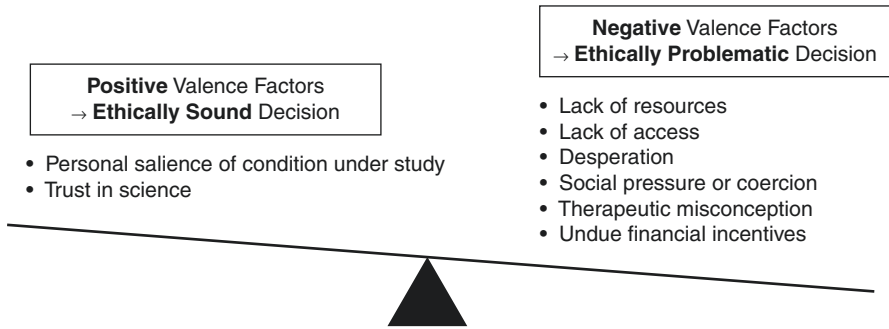 Positive Valence Factors
→ Ethically Sound Decision
• Personal salience of condition under study
• Trust in science
Negative Valence Factors
→ Ethically Problematic Decision
• Lack of resources
• Lack of access
• Desperation
• Social pressure or coercion
• Therapeutic misconception
• Undue financial incentives